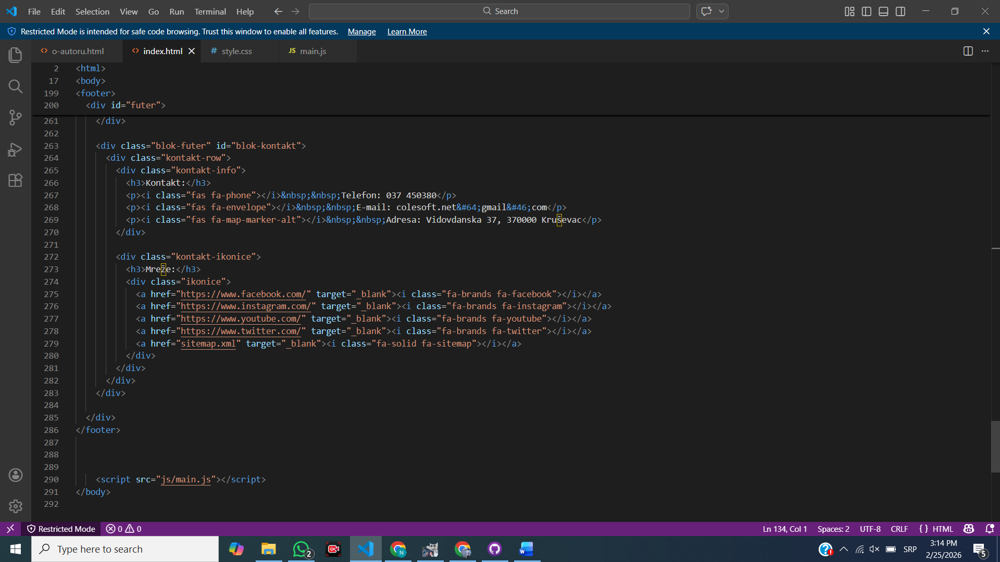 File Edit Selection View Go Run Terminal Help Search
Restricted Mode is intended for safe code browsing. Trust this window to enable all features. Manage Learn More
o-autoru.html index.html # style.css JS main.js
2 <html>
17 <body>
199 <footer>
200 <div id="futer">
261 </div>
262
263 <div class="blok-futer" id="blok-kontakt">
264 <div class="kontakt-row">
265 <div class="kontakt-info">
266 <h3>Kontakt:</h3>
267 <p><i class="fas fa-phone"></i>&nbsp;&nbsp;Telefon: 037 450380</p>
268 <p><i class="fas fa-envelope"></i>&nbsp;&nbsp;E-mail: colesoft.net&#64;gmail&#46;com</p>
269 <p><i class="fas fa-map-marker-alt"></i>&nbsp;&nbsp;Adresa: Vidovdanska 37, 370000 Kruševac</p>
270 </div>
271
272 <div class="kontakt-ikonice">
273 <h3>Mreže:</h3>
274 <div class="ikonice">
275 <a href="https://www.facebook.com/" target="_blank"><i class="fa-brands fa-facebook"></i></a>
276 <a href="https://www.instagram.com/" target="_blank"><i class="fa-brands fa-instagram"></i></a>
277 <a href="https://www.youtube.com/" target="_blank"><i class="fa-brands fa-youtube"></i></a>
278 <a href="https://www.twitter.com/" target="_blank"><i class="fa-brands fa-twitter"></i></a>
279 <a href="sitemap.xml" target="_blank"><i class="fa-solid fa-sitemap"></i></a>
280 </div>
281 </div>
282 </div>
283 </div>
284
285 </div>
286 </footer>
287
288
289
290 <script src="js/main.js"></script>
291 </body>
292
Restricted Mode 0 0 Ln 134, Col 1 Spaces: 2 UTF-8 CRLF {} HTML
Type here to search 2 N W SRP 3:14 PM
2/25/2026 5